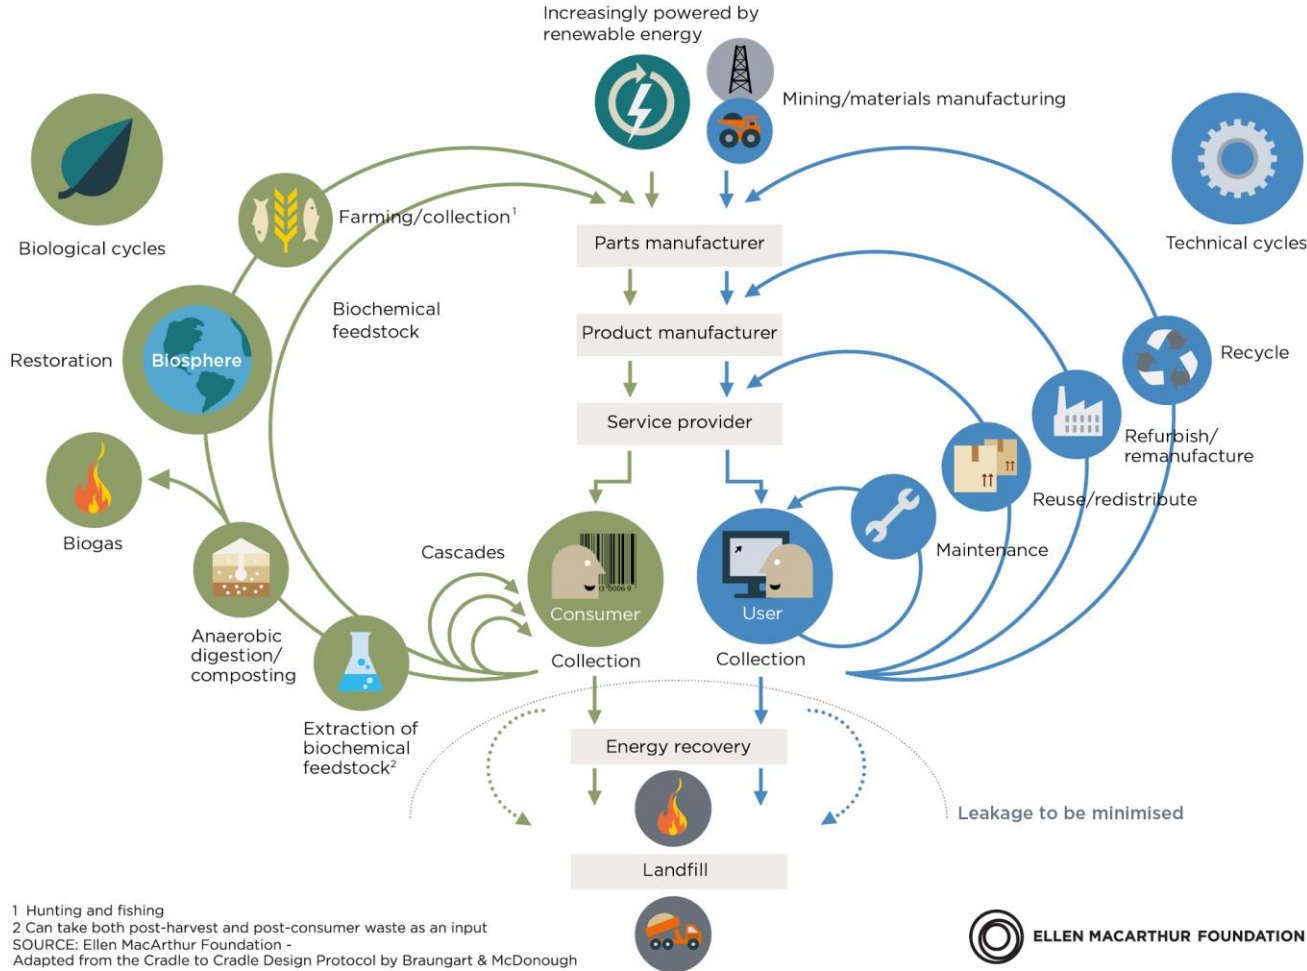 Increasingly powered by
renewable energy
Mining/materials manufacturing
Biological cycles
Technical cycles
Farming/collection¹
Parts manufacturer
Biochemical
feedstock
Product manufacturer
Restoration
Biosphere
Recycle
Service provider
Refurbish/
remanufacture
Reuse/redistribute
Biogas
Cascades
Maintenance
03 00069
Consumer
User
Anaerobic
digestion/
composting
Collection
Collection
Extraction of
biochemical
feedstock²
Energy recovery
Leakage to be minimised
Landfill
1 Hunting and fishing
2 Can take both post-harvest and post-consumer waste as an input
SOURCE: Ellen MacArthur Foundation -
Adapted from the Cradle to Cradle Design Protocol by Braungart & McDonough
ELLEN MACARTHUR FOUNDATION